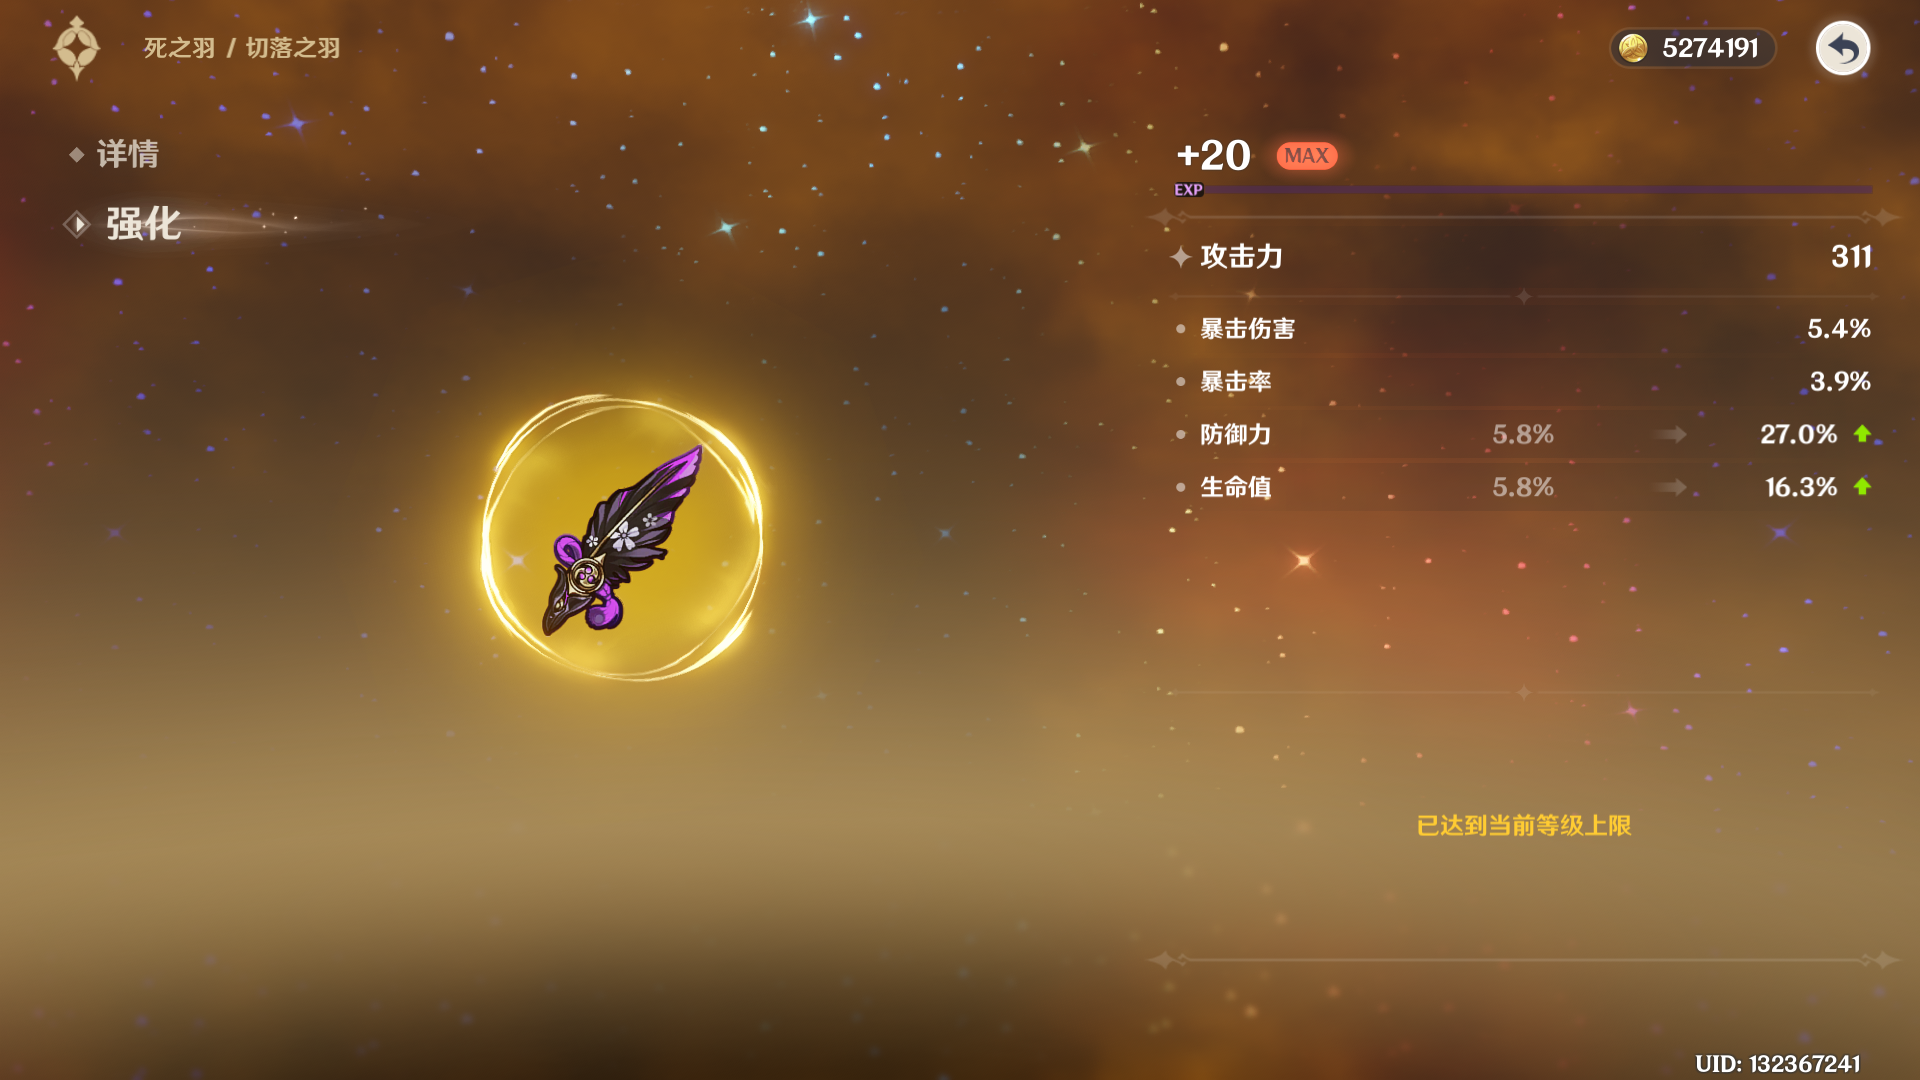 死之羽 / 切落之羽
5274191
详情
强化
+20 MAX
EXP
攻击力 311
暴击伤害 5.4%
暴击率 3.9%
防御力 5.8% 27.0%
生命值 5.8% 16.3%
已达到当前等级上限
UID: 132367241